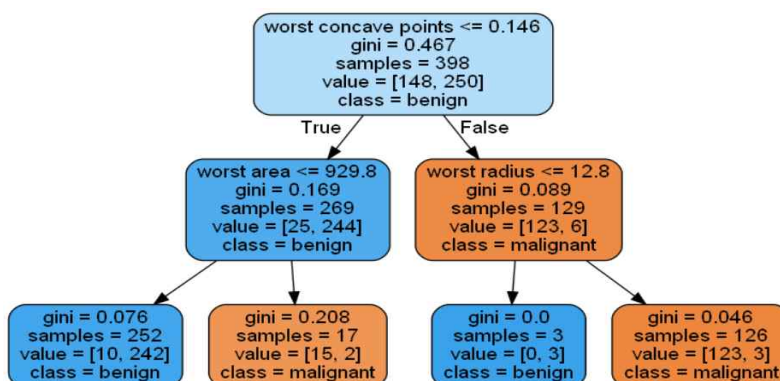 worst concave points <= 0.146
gini = 0.467
samples = 398
value = [148, 250]
class = benign
True
False
worst area <= 929.8
gini = 0.169
samples = 269
value = [25, 244]
class = benign
worst radius <= 12.8
gini = 0.089
samples = 129
value = [123, 6]
class = malignant
gini = 0.076
samples = 252
value = [10, 242]
class = benign
gini = 0.208
samples = 17
value = [15, 2]
class = malignant
gini = 0.0
samples = 3
value = [0, 3]
class = benign
gini = 0.046
samples = 126
value = [123, 3]
class = malignant